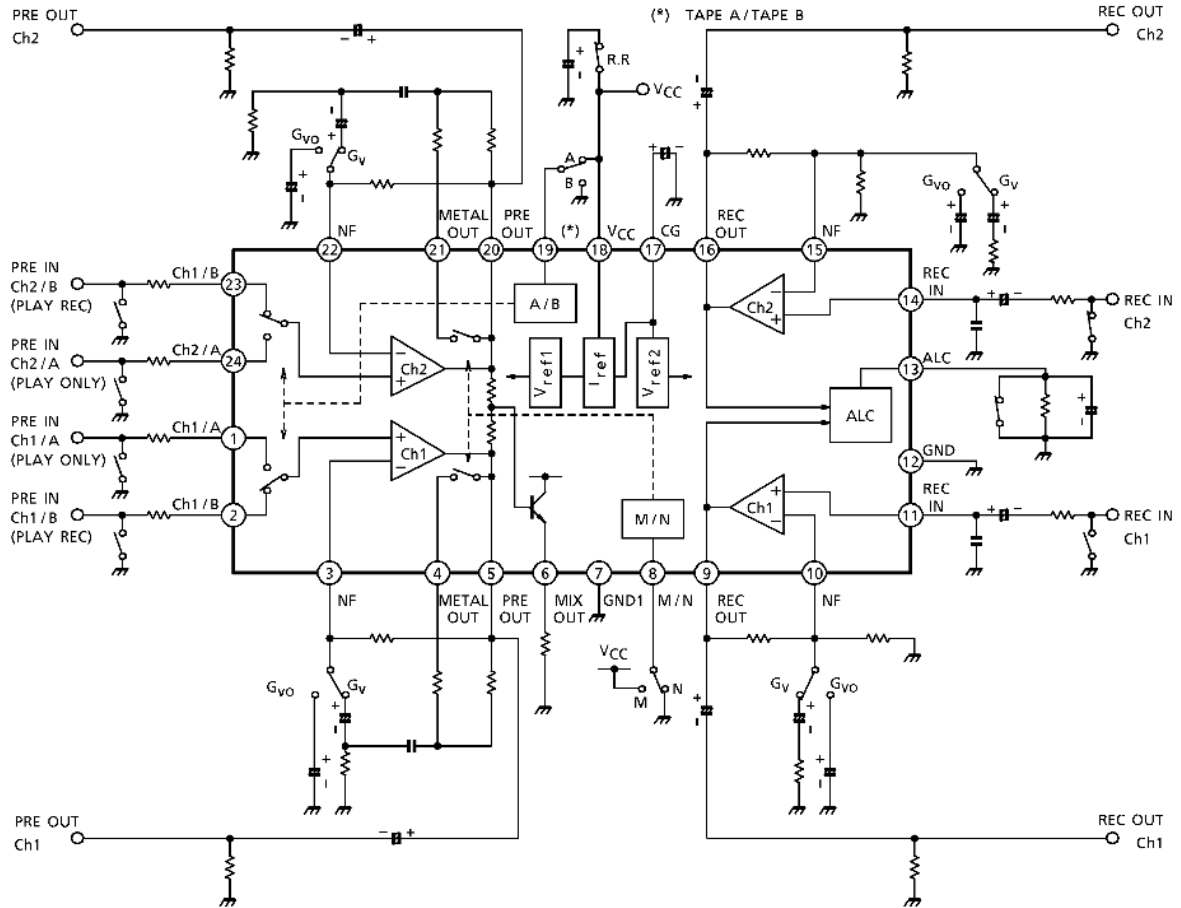 PRE OUT
Ch2
(*) TAPE A/TAPE B
REC OUT
Ch2
R.R
VCC
GVO
GV
A
B
GVO
GV
NF
METAL OUT
PRE OUT
(*)
VCC
CG
REC OUT
NF
22
21
20
19
18
17
16
15
PRE IN
Ch2/B
(PLAY REC)
Ch1/B
23
PRE IN
Ch2/A
(PLAY ONLY)
Ch2/A
24
PRE IN
Ch1/A
(PLAY ONLY)
Ch1/A
1
PRE IN
Ch1/B
(PLAY REC)
Ch1/B
2
A/B
Ch2
Ch1
Vref1
Iref
Vref2
M/N
Ch2
ALC
Ch1
14
REC IN
REC IN
Ch2
13
ALC
12
GND
11
REC IN
REC IN
Ch1
3
4
5
6
7
8
9
10
NF
METAL OUT
PRE OUT
MIX OUT
GND1
M/N
REC OUT
NF
GVO
GV
VCC
M
N
GV
GVO
PRE OUT
Ch1
REC OUT
Ch1